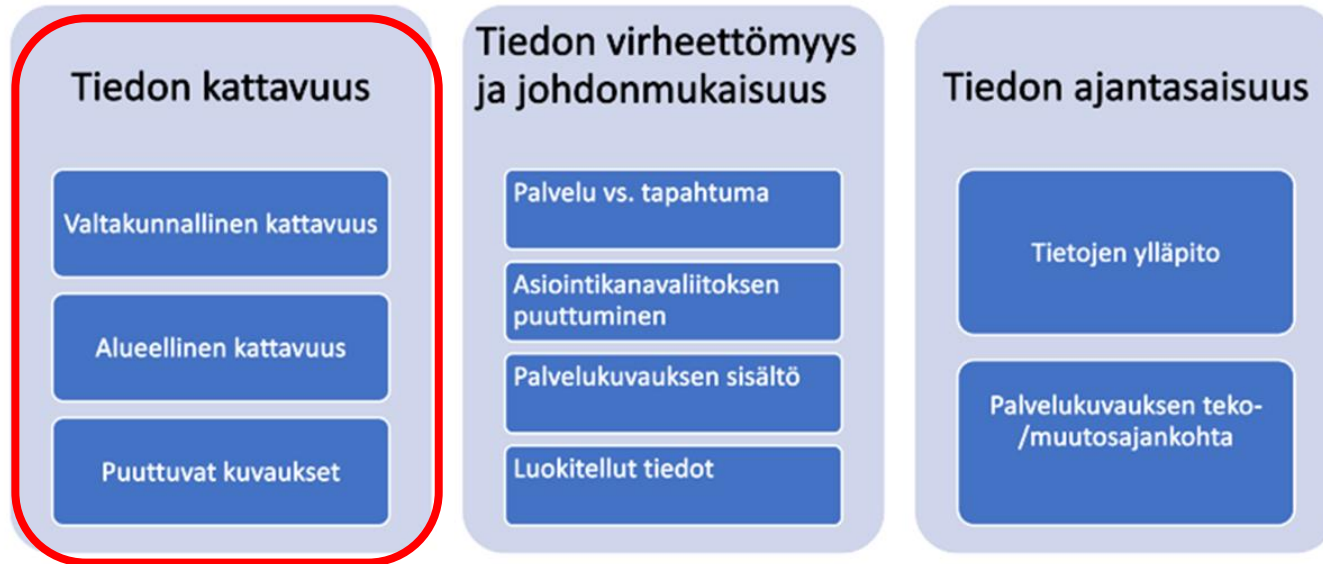 Tiedon kattavuus
Valtakunnallinen kattavuus
Alueellinen kattavuus
Puuttuvat kuvaukset
Tiedon virheettömyys
ja johdonmukaisuus
Palvelu vs. tapahtuma
Asiointikanavaliitoksen
puuttuminen
Palvelukuvauksen sisältö
Luokitellut tiedot
Tiedon ajantasaisuus
Tietojen ylläpito
Palvelukuvauksen teko-
/muutosajankohta